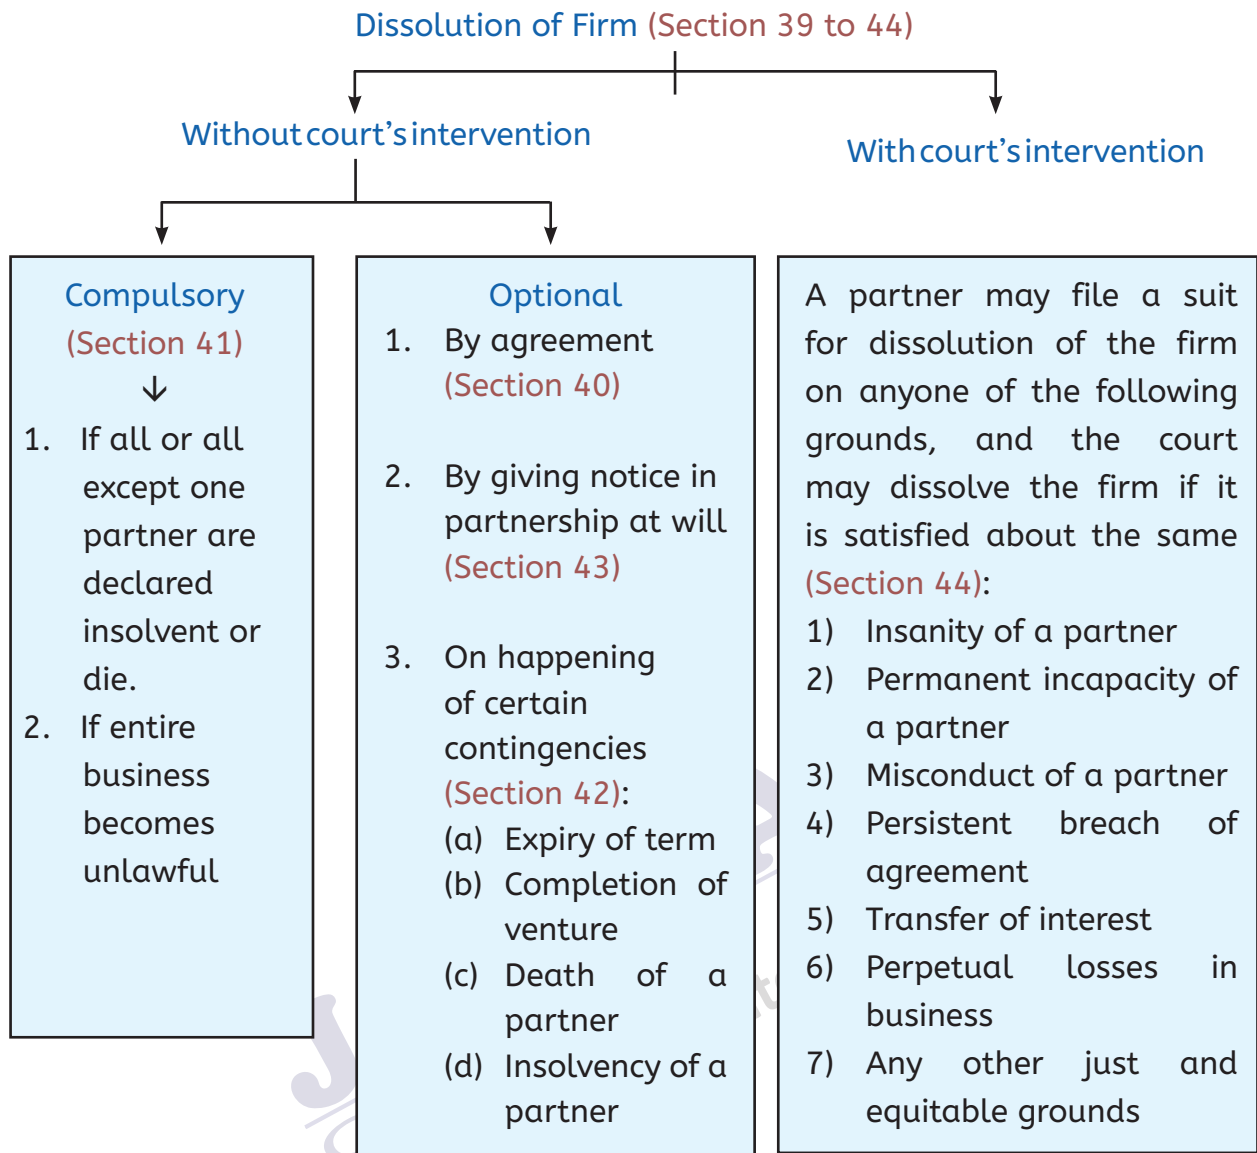 Dissolution of Firm (Section 39 to 44)
Without court's intervention
With court's intervention
Compulsory
(Section 41)
↓
1. If all or all
except one
partner are
declared
insolvent or
die.
2. If entire
business
becomes
unlawful
Optional
1. By agreement
(Section 40)
2. By giving notice in
partnership at will
(Section 43)
3. On happening
of certain
contingencies
(Section 42):
(a) Expiry of term
(b) Completion of
venture
(c) Death of a
partner
(d) Insolvency of a
partner
A partner may file a suit
for dissolution of the firm
on anyone of the following
grounds, and the court
may dissolve the firm if it
is satisfied about the same
(Section 44):
1) Insanity of a partner
2) Permanent incapacity of
a partner
3) Misconduct of a partner
4) Persistent breach of
agreement
5) Transfer of interest
6) Perpetual losses in
business
7) Any other just and
equitable grounds